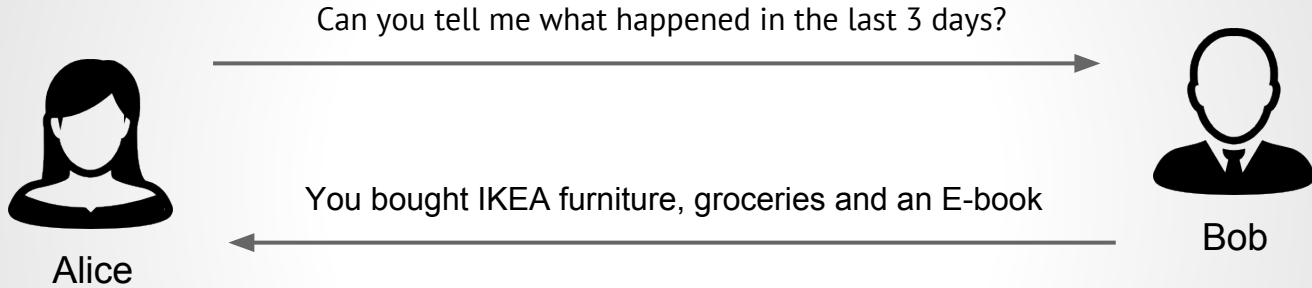 Can you tell me what happened in the last 3 days?
You bought IKEA furniture, groceries and an E-book
Alice
Bob